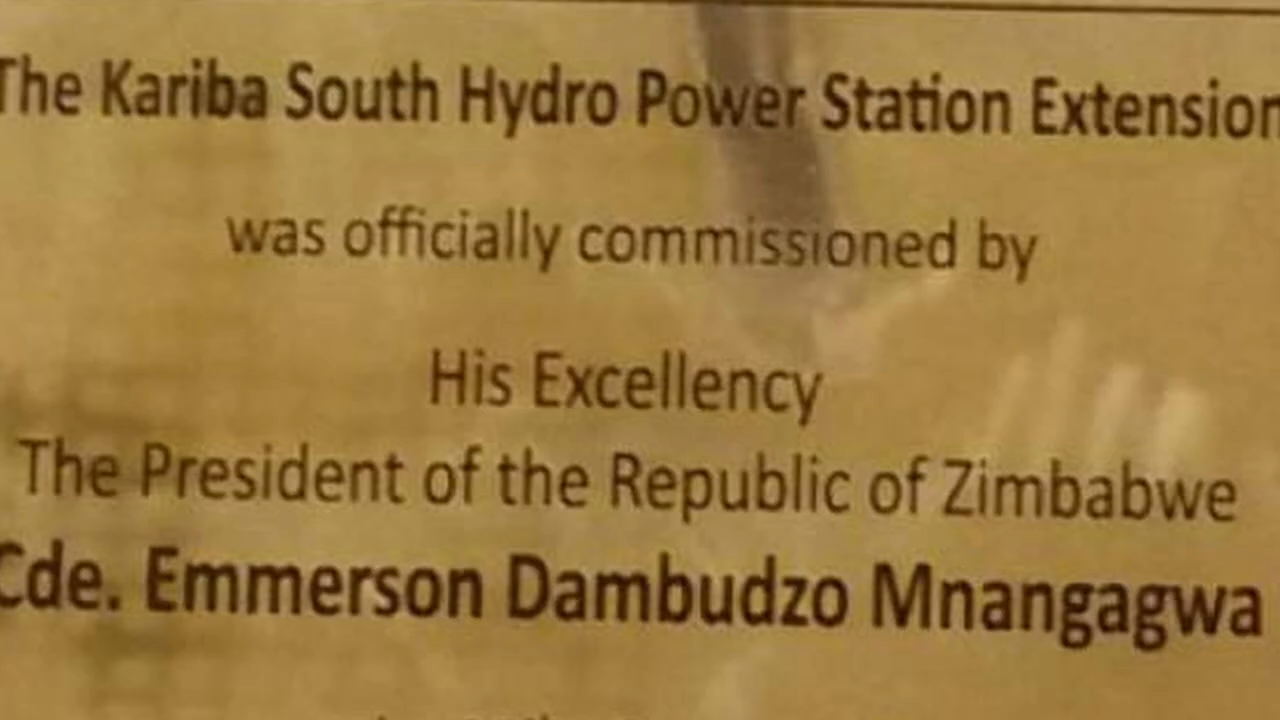 The Kariba South Hydro Power Station Extension
was officially commissioned by
His Excellency
The President of the Republic of Zimbabwe
Cde. Emmerson Dambudzo Mnangagwa